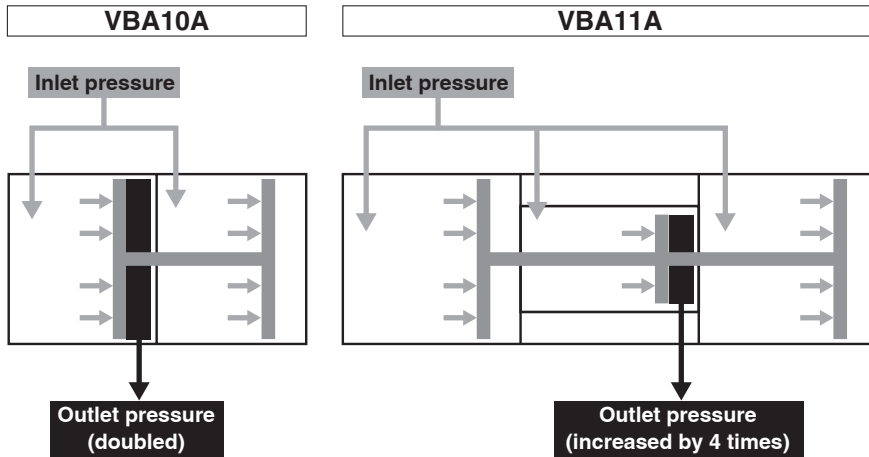 VBA10A
VBA11A
Inlet pressure
Inlet pressure
Outlet pressure
(doubled)
Outlet pressure
(increased by 4 times)